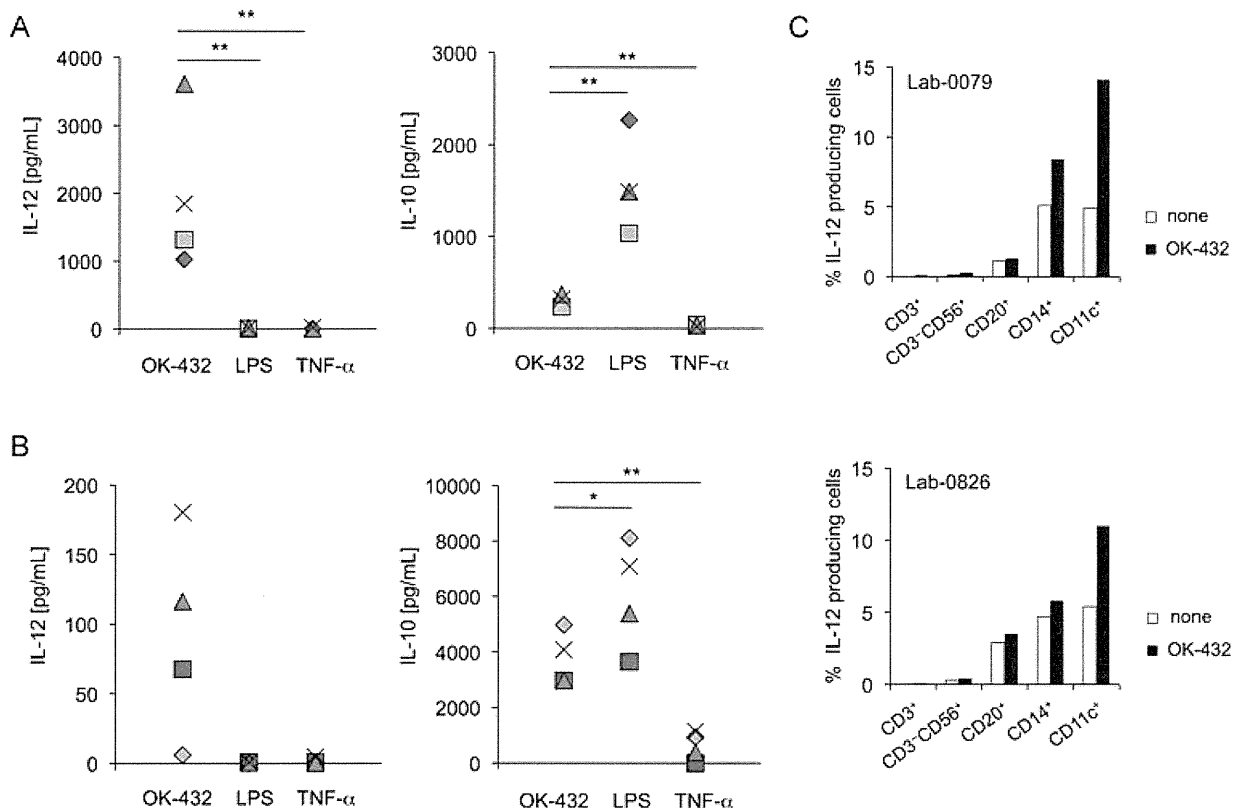 A
IL-12 [pg/mL]
4000
3000
2000
1000
0
**
**
OK-432 LPS TNF-α
IL-10 [pg/mL]
3000
2000
1000
0
**
**
OK-432 LPS TNF-α
B
IL-12 [pg/mL]
200
150
100
50
0
OK-432 LPS TNF-α
IL-10 [pg/mL]
10000
8000
6000
4000
2000
0
**
*
OK-432 LPS TNF-α
C
% IL-12 producing cells
15
10
5
0
Lab-0079
none
OK-432
CD3⁺
CD3⁻CD56⁺
CD20⁺
CD14⁺
CD11c⁺
% IL-12 producing cells
15
10
5
0
Lab-0826
none
OK-432
CD3⁺
CD3⁻CD56⁺
CD20⁺
CD14⁺
CD11c⁺